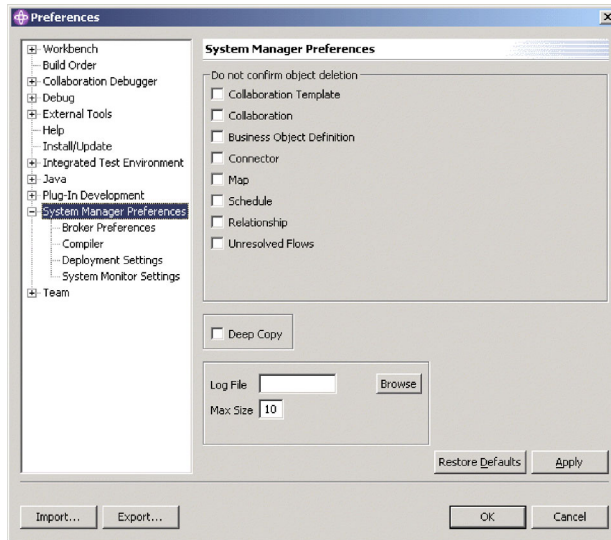 Preferences
Workbench
Build Order
Collaboration Debugger
Debug
External Tools
Help
Install/Update
Integrated Test Environment
Java
Plug-In Development
System Manager Preferences
Broker Preferences
Compiler
Deployment Settings
System Monitor Settings
Team
System Manager Preferences
Do not confirm object deletion
Collaboration Template
Collaboration
Business Object Definition
Connector
Map
Schedule
Relationship
Unresolved Flows
Deep Copy
Log File
Browse
Max Size 10
Restore Defaults
Apply
Import...
Export...
OK
Cancel